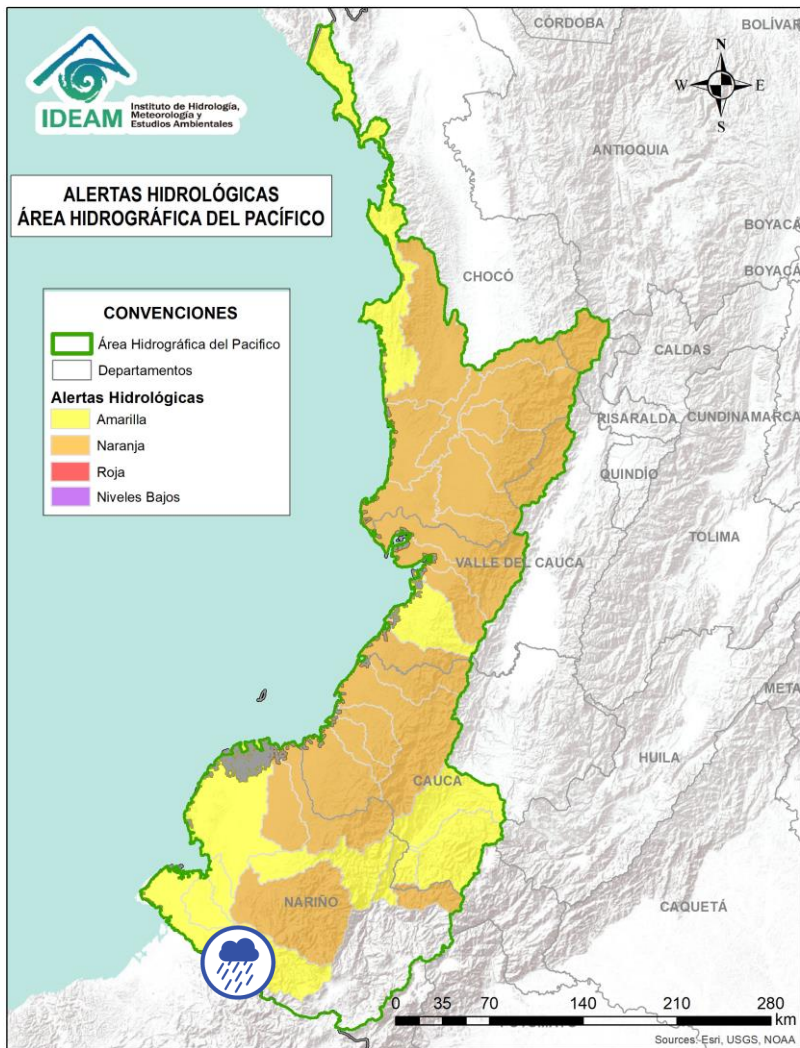 IDEAM
Instituto de Hidrología,
Meteorología y
Estudios Ambientales
ALERTAS HIDROLÓGICAS
ÁREA HIDROGRÁFICA DEL PACÍFICO
CONVENCIONES
Área Hidrográfica del Pacifico
Departamentos
Alertas Hidrológicas
Amarilla
Naranja
Roja
Niveles Bajos
CÓRDOBA
BOLÍVAR
N
W
E
S
ANTIOQUIA
BOYACÁ
BOYACÁ
CHOCÓ
CALDAS
RISARALDA
CUNDINAMARCA
QUINDÍO
TOLIMA
VALLE DEL CAUCA
META
HUILA
CAUCA
NARIÑO
CAQUETÁ
0 35 70 140 210 280
km
Sources: Esri, USGS, NOAA